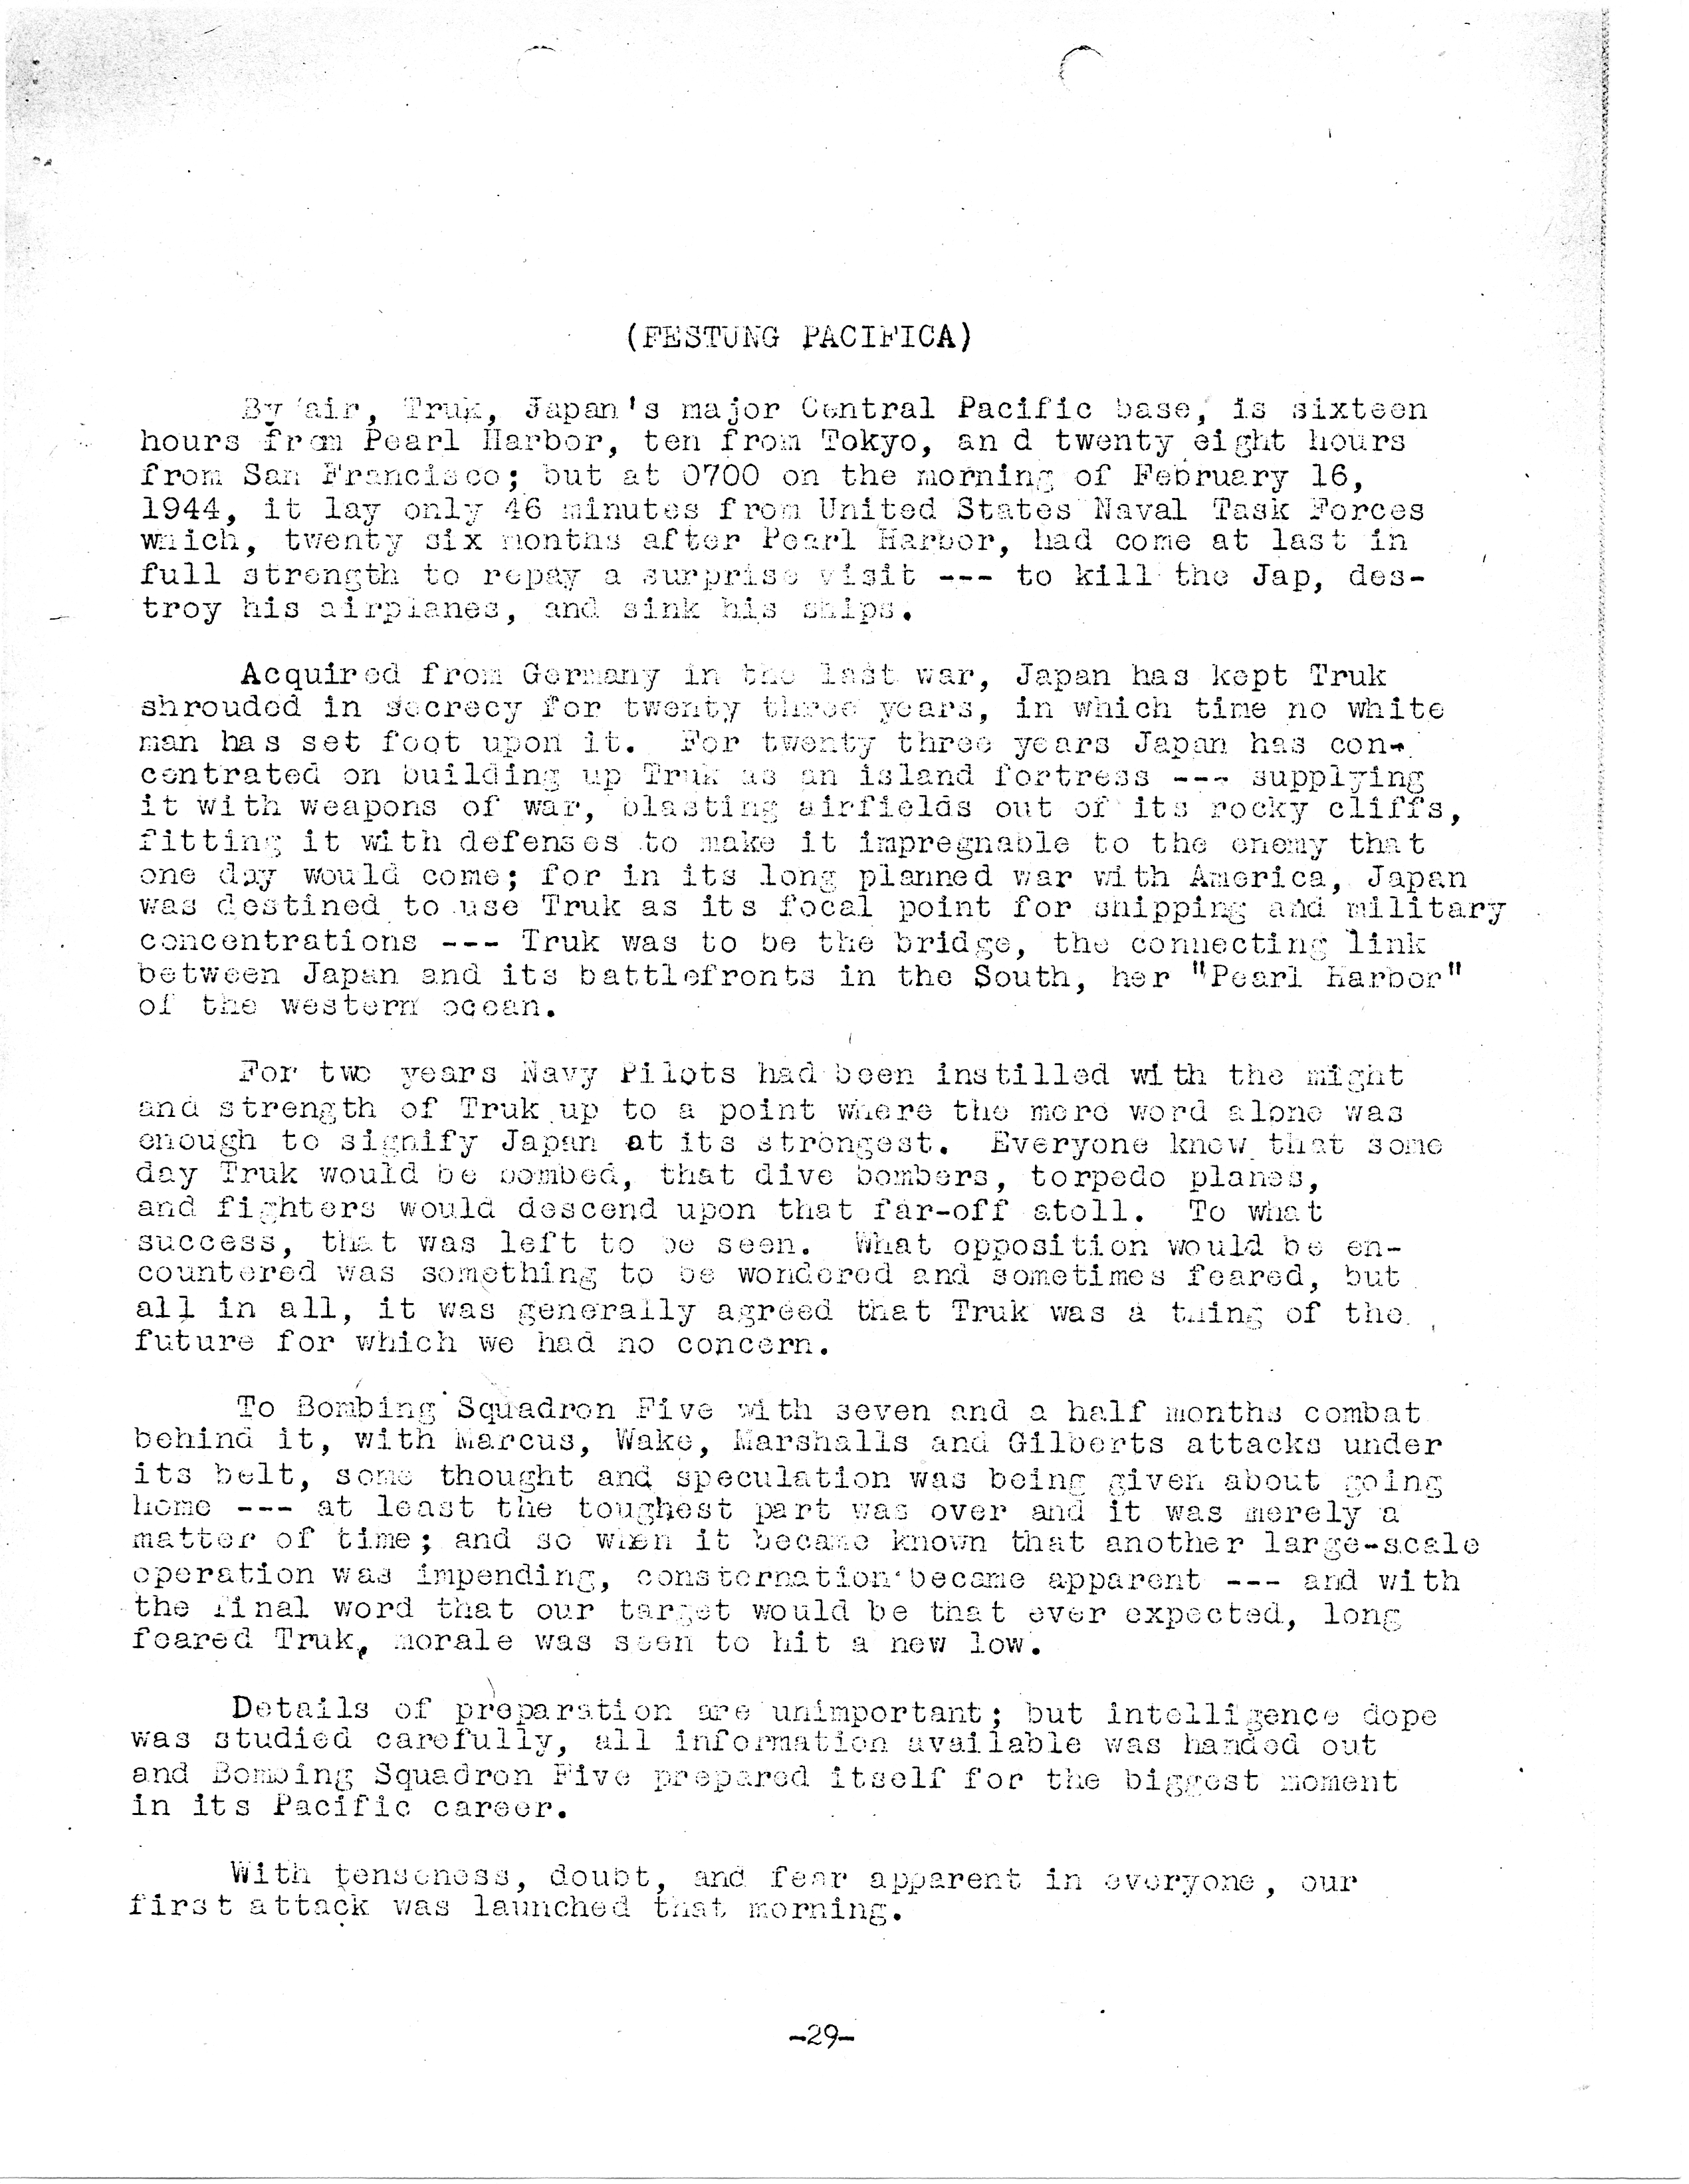 (FESTUNG PACIFICA)
By air, Truk, Japan's major Central Pacific base, is sixteen
hours from Pearl Harbor, ten from Tokyo, an d twenty eight hours
from San Francisco; but at 0700 on the morning of February 16,
1944, it lay only 46 minutes from United States Naval Task Forces
which, twenty six months after Pearl Harbor, had come at last in
full strength to repay a surprise visit --- to kill the Jap, des-
troy his airplanes, and sink his ships.
Acquired from Germany in the last war, Japan has kept Truk
shrouded in secrecy for twenty three years, in which time no white
man has set foot upon it. For twenty three years Japan has con-
centrated on building up Truk as an island fortress --- supplying
it with weapons of war, blasting airfields out of its rocky cliffs,
fitting it with defenses to make it impregnable to the enemy that
one day would come; for in its long planned war with America, Japan
was destined to use Truk as its focal point for shipping and military
concentrations --- Truk was to be the bridge, the connecting link
between Japan and its battlefronts in the South, her "Pearl Harbor"
of the western ocean.
For two years Navy Pilots had been instilled with the might
and strength of Truk up to a point where the mere word alone was
enough to signify Japan at its strongest. Everyone knew that some
day Truk would be bombed, that dive bombers, torpedo planes,
and fighters would descend upon that far-off atoll. To what
success, that was left to be seen. What opposition would be en-
countered was something to be wondered and sometimes feared, but
all in all, it was generally agreed that Truk was a thing of the
future for which we had no concern.
To Bombing Squadron Five with seven and a half months combat
behind it, with Marcus, Wake, Marshalls and Gilberts attacks under
its belt, some thought and speculation was being given about going
home --- at least the toughest part was over and it was merely a
matter of time; and so when it became known that another large-scale
operation was impending, consternation became apparent --- and with
the final word that our target would be that ever expected, long
feared Truk, morale was seen to hit a new low.
Details of preparation are unimportant; but intelligence dope
was studied carefully, all information available was handed out
and Bombing Squadron Five prepared itself for the biggest moment
in its Pacific career.
With tenseness, doubt, and fear apparent in everyone, our
first attack was launched that morning.
-29-